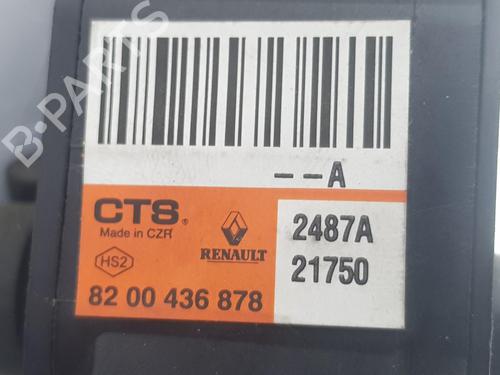 B-PARTS
--A
CTS®
Made in CZR
HS2
RENAULT
82 00 436 878
2487A
21750